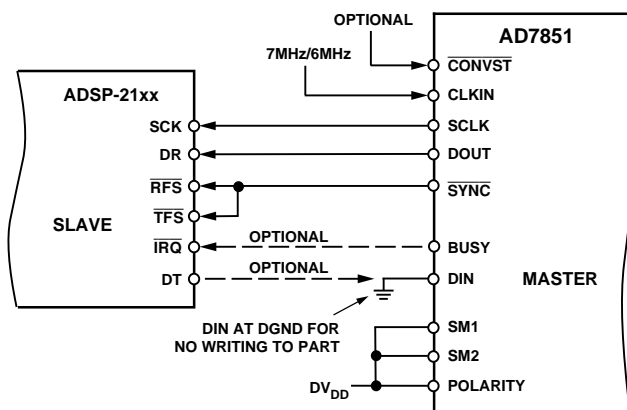 OPTIONAL
AD7851
7MHz/6MHz
CONVST
ADSP-21xx
CLKIN
SCK
SCLK
DR
DOUT
RFS
SYNC
TFS
SLAVE
OPTIONAL
IRQ
BUSY
OPTIONAL
DT
DIN
MASTER
DIN AT DGND FOR
NO WRITING TO PART
SM1
SM2
DVDD
POLARITY